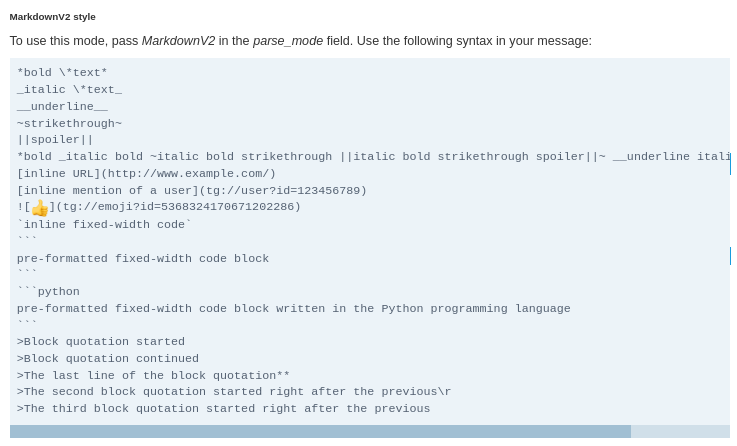 MarkdownV2 style
To use this mode, pass MarkdownV2 in the parse_mode field. Use the following syntax in your message:
*bold \*text*
_italic \*text_
__underline__
~strikethrough~
||spoiler||
*bold _italic bold ~italic bold strikethrough ||italic bold strikethrough spoiler||~ __underline itali
[inline URL](http://www.example.com/)
[inline mention of a user](tg://user?id=123456789)
![👍](tg://emoji?id=5368324170671202286)
`inline fixed-width code`
```
pre-formatted fixed-width code block
```
```python
pre-formatted fixed-width code block written in the Python programming language
```
>Block quotation started
>Block quotation continued
>The last line of the block quotation**
>The second block quotation started right after the previous\r
>The third block quotation started right after the previous